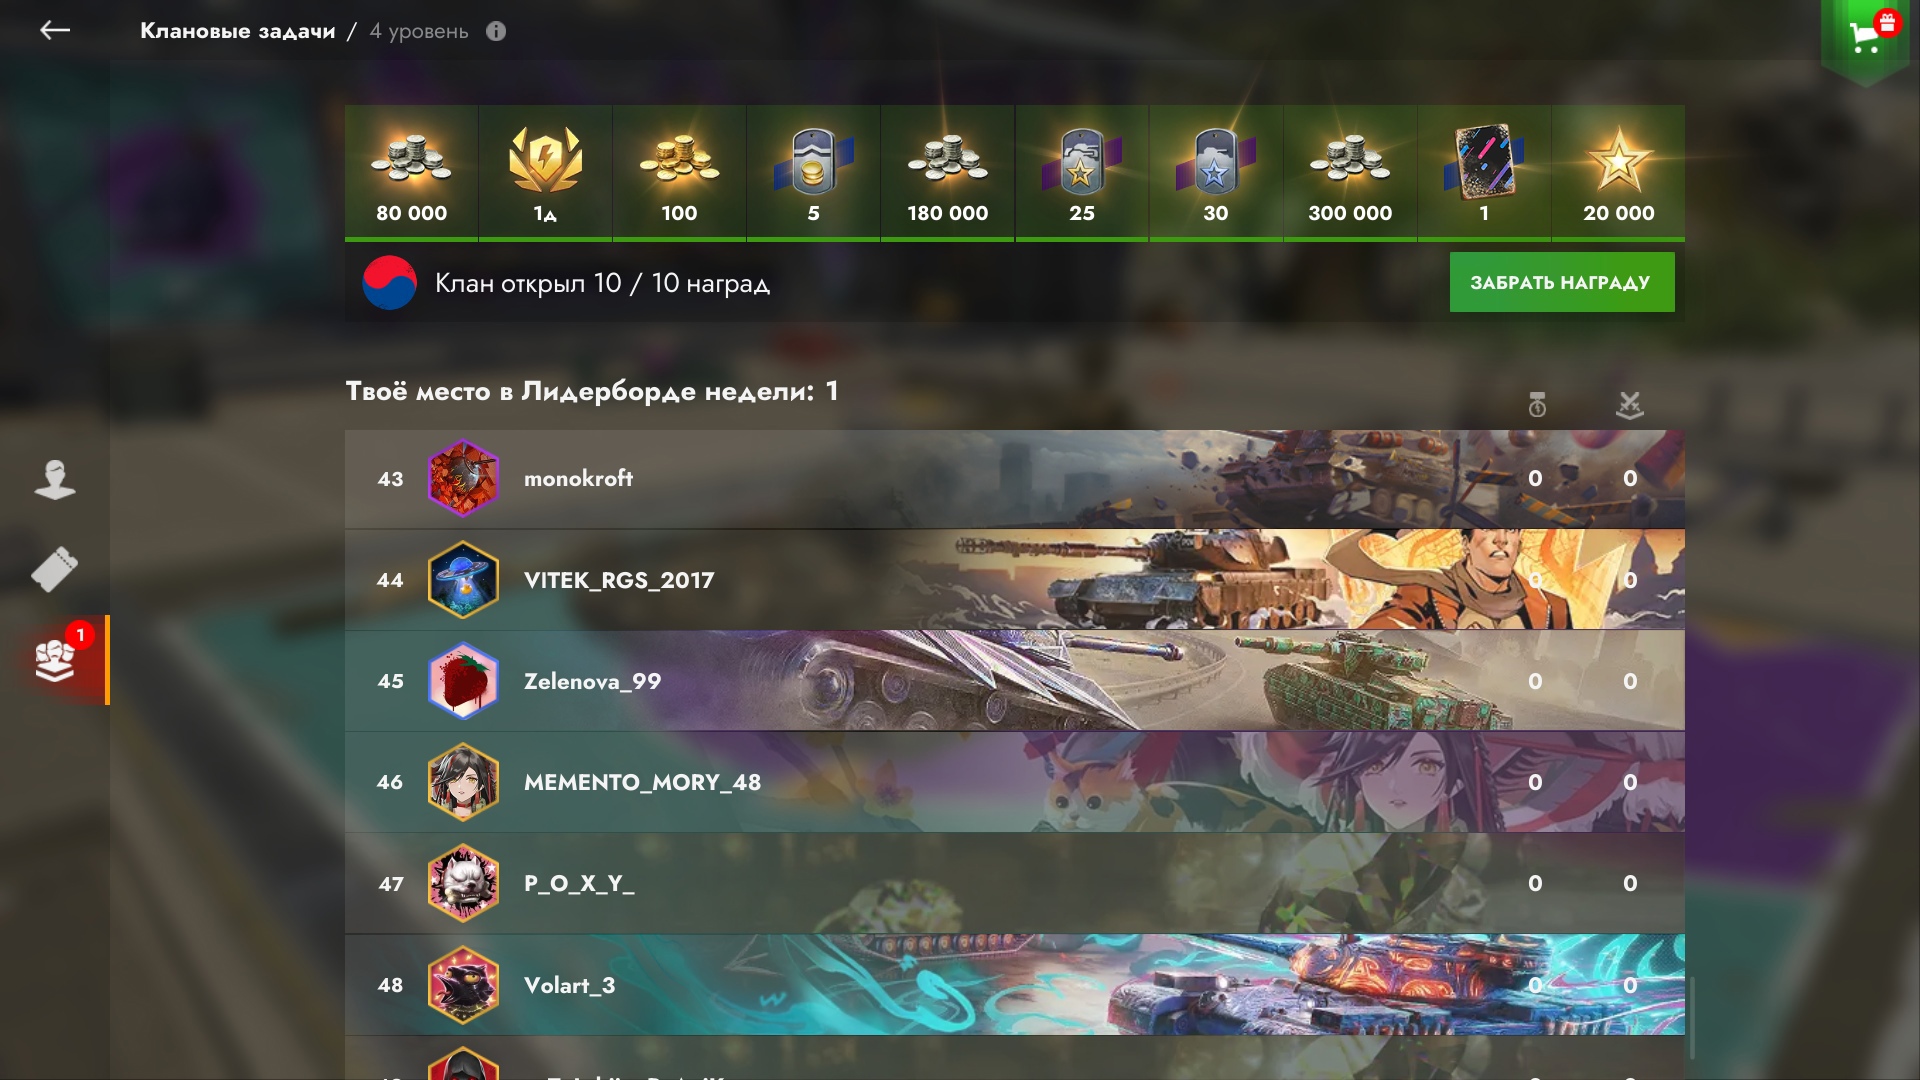 Клановые задачи / 4 уровень
80 000 1д 100 5 180 000 25 30 300 000 1 20 000
Клан открыл 10 / 10 наград
ЗАБРАТЬ НАГРАДУ
Твоё место в Лидерборде недели: 1
43 monokroft 0 0
44 VITEK_RGS_2017 0 0
1
45 Zelenova_99 0 0
46 MEMENTO_MORY_48 0 0
47 P_O_X_Y_ 0 0
48 Volart_3 0 0